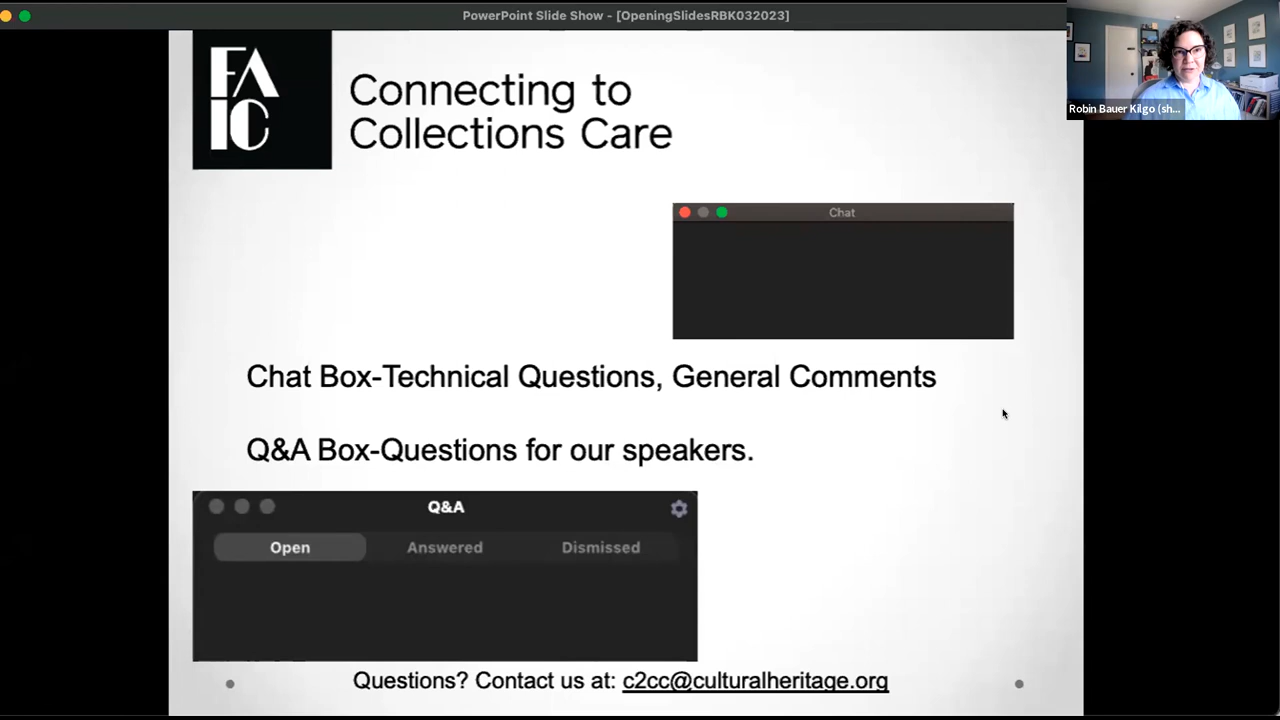 PowerPoint Slide Show - [OpeningSlidesRBK032023]
FA
IC
Connecting to
Collections Care
Robin Bauer Kilgo (sh...
Chat
Chat Box-Technical Questions, General Comments
Q&A Box-Questions for our speakers.
Q&A
Open
Answered
Dismissed
Questions? Contact us at: c2cc@culturalheritage.org